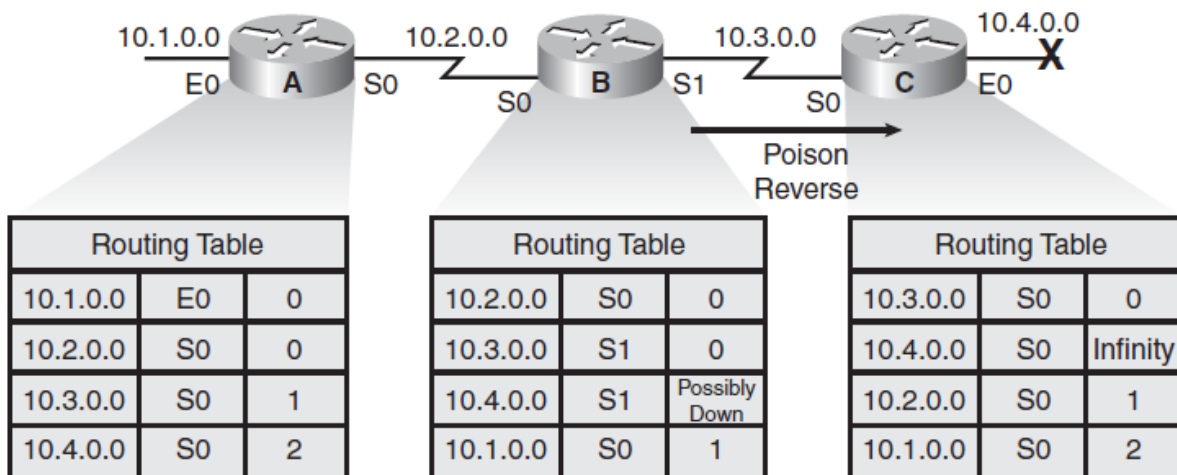 10.1.0.0 10.2.0.0 10.3.0.0 10.4.0.0
X
E0 A S0 S0 B S1 S0 C E0
Poison
Reverse
Routing Table
10.1.0.0 E0 0
10.2.0.0 S0 0
10.3.0.0 S0 1
10.4.0.0 S0 2
Routing Table
10.2.0.0 S0 0
10.3.0.0 S1 0
10.4.0.0 S1 Possibly
Down
10.1.0.0 S0 1
Routing Table
10.3.0.0 S0 0
10.4.0.0 S0 Infinity
10.2.0.0 S0 1
10.1.0.0 S0 2